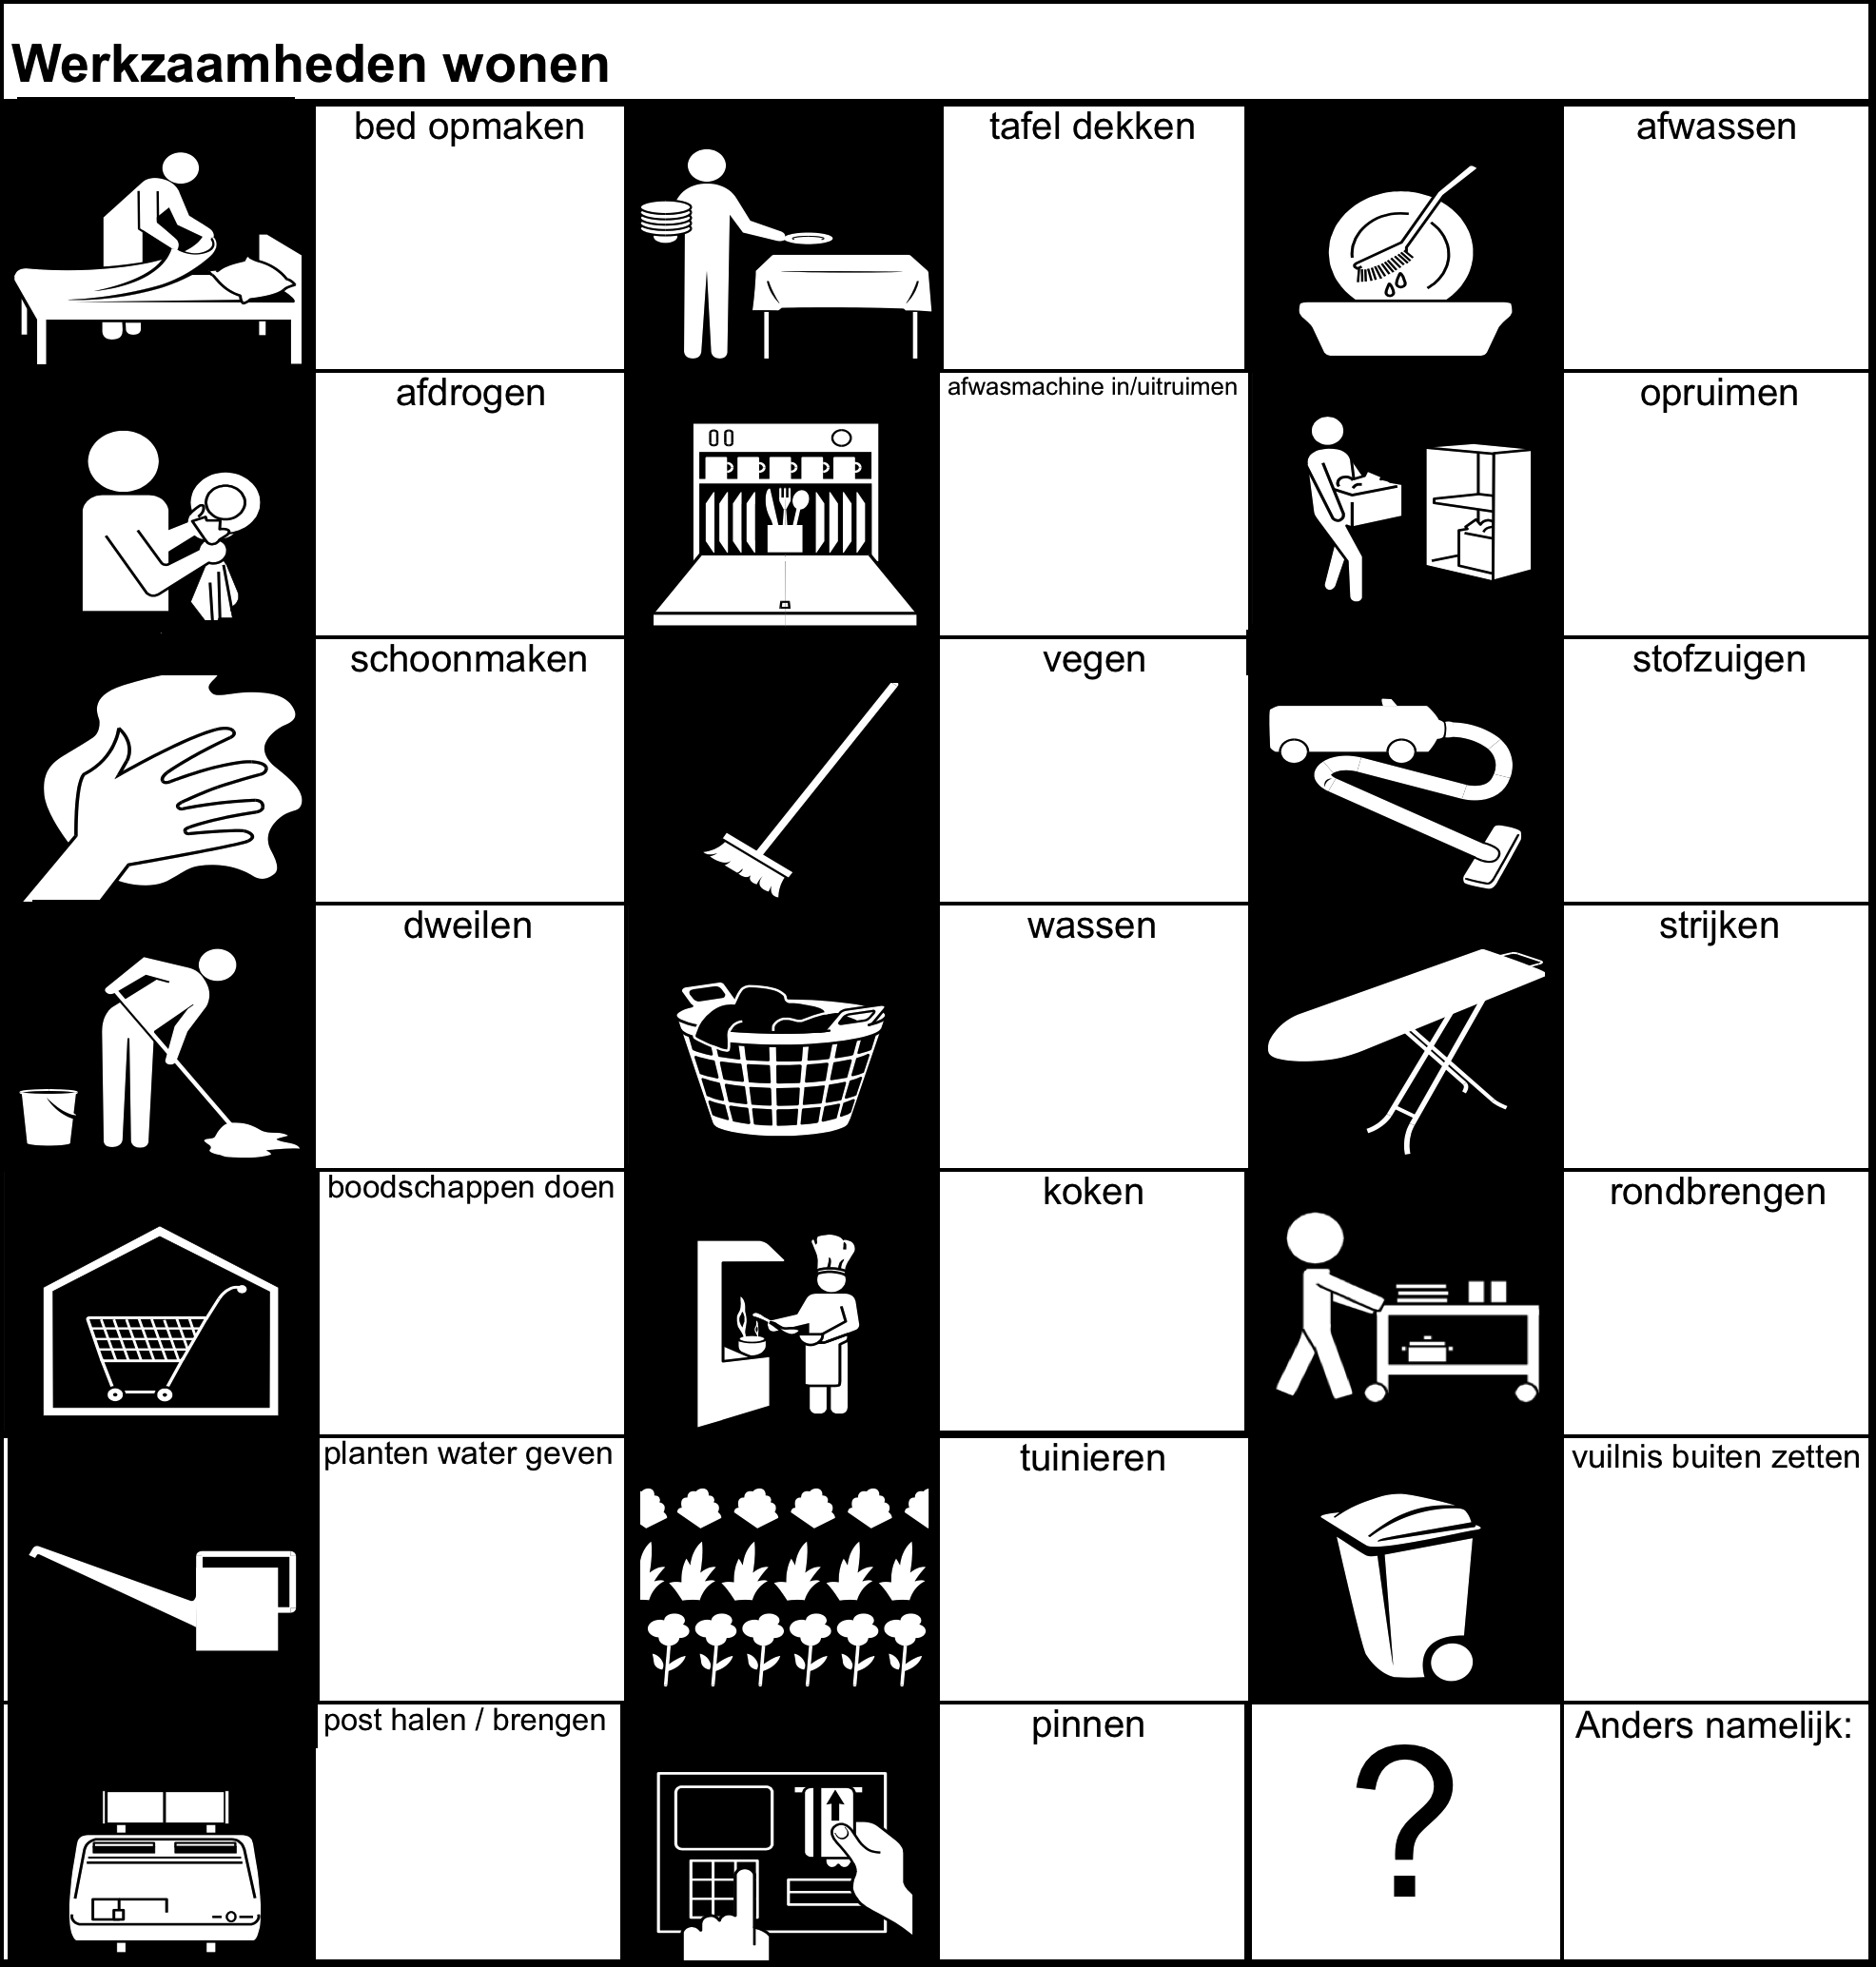 Werkzaamheden wonen
bed opmaken
tafel dekken
afwassen
afdrogen
afwasmachine in/uitruimen
opruimen
schoonmaken
vegen
stofzuigen
dweilen
wassen
strijken
boodschappen doen
koken
rondbrengen
planten water geven
tuinieren
vuilnis buiten zetten
post halen / brengen
pinnen
?
Anders namelijk: